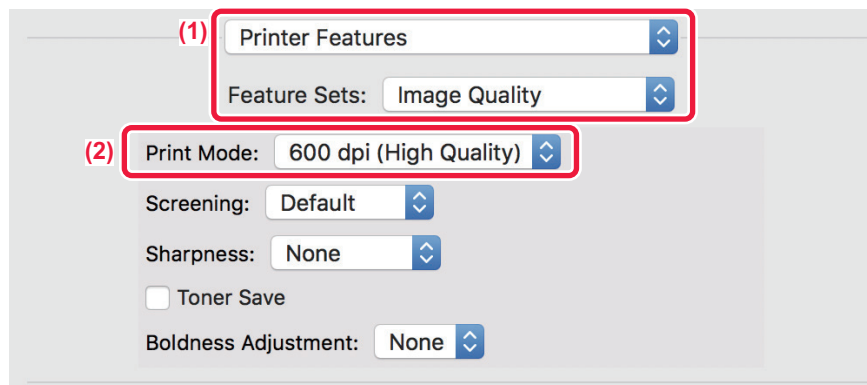 (1) Printer Features
Feature Sets: Image Quality
(2) Print Mode: 600 dpi (High Quality)
Screening: Default
Sharpness: None
Toner Save
Boldness Adjustment: None